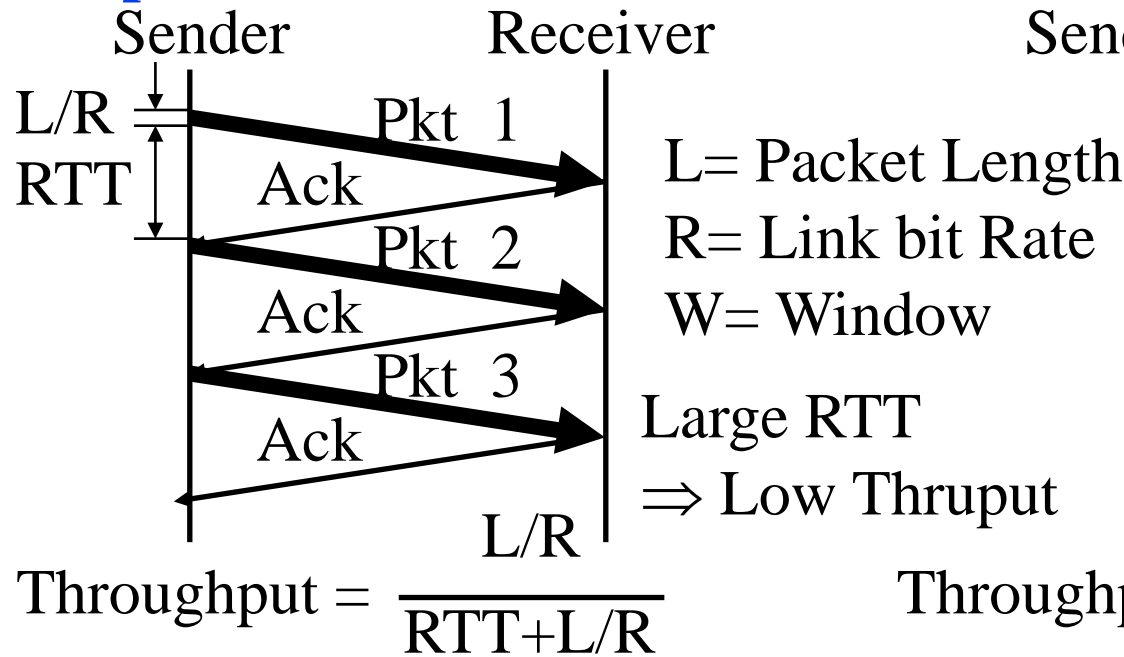 Sender Receiver
L/R
RTT
Pkt 1
Ack
Pkt 2
Ack
Pkt 3
Ack
L= Packet Length
R= Link bit Rate
W= Window
Large RTT
⇒ Low Thruput
Throughput = L/R
RTT+L/R